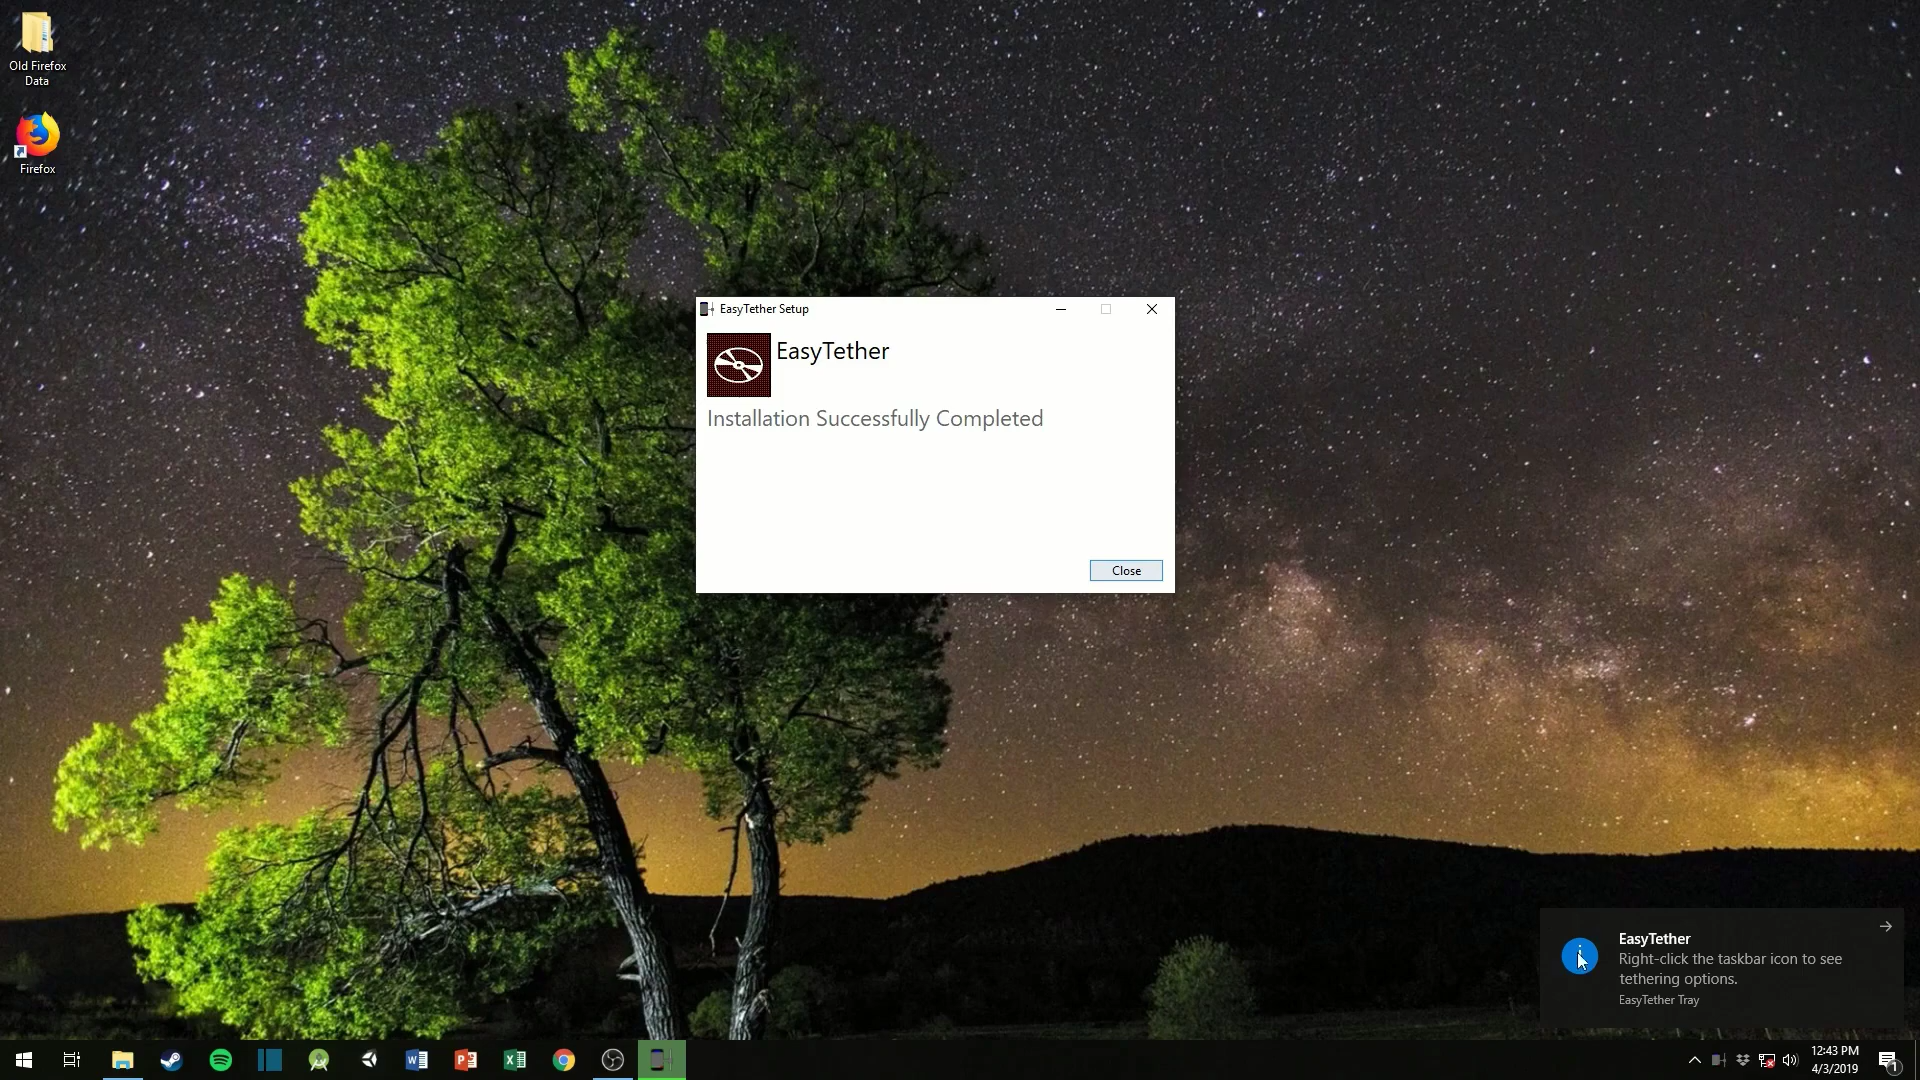 Old Firefox
Data
Firefox
EasyTether Setup
EasyTether
Installation Successfully Completed
Close
EasyTether
Right-click the taskbar icon to see
tethering options.
EasyTether Tray
12:43 PM
4/3/2019
1